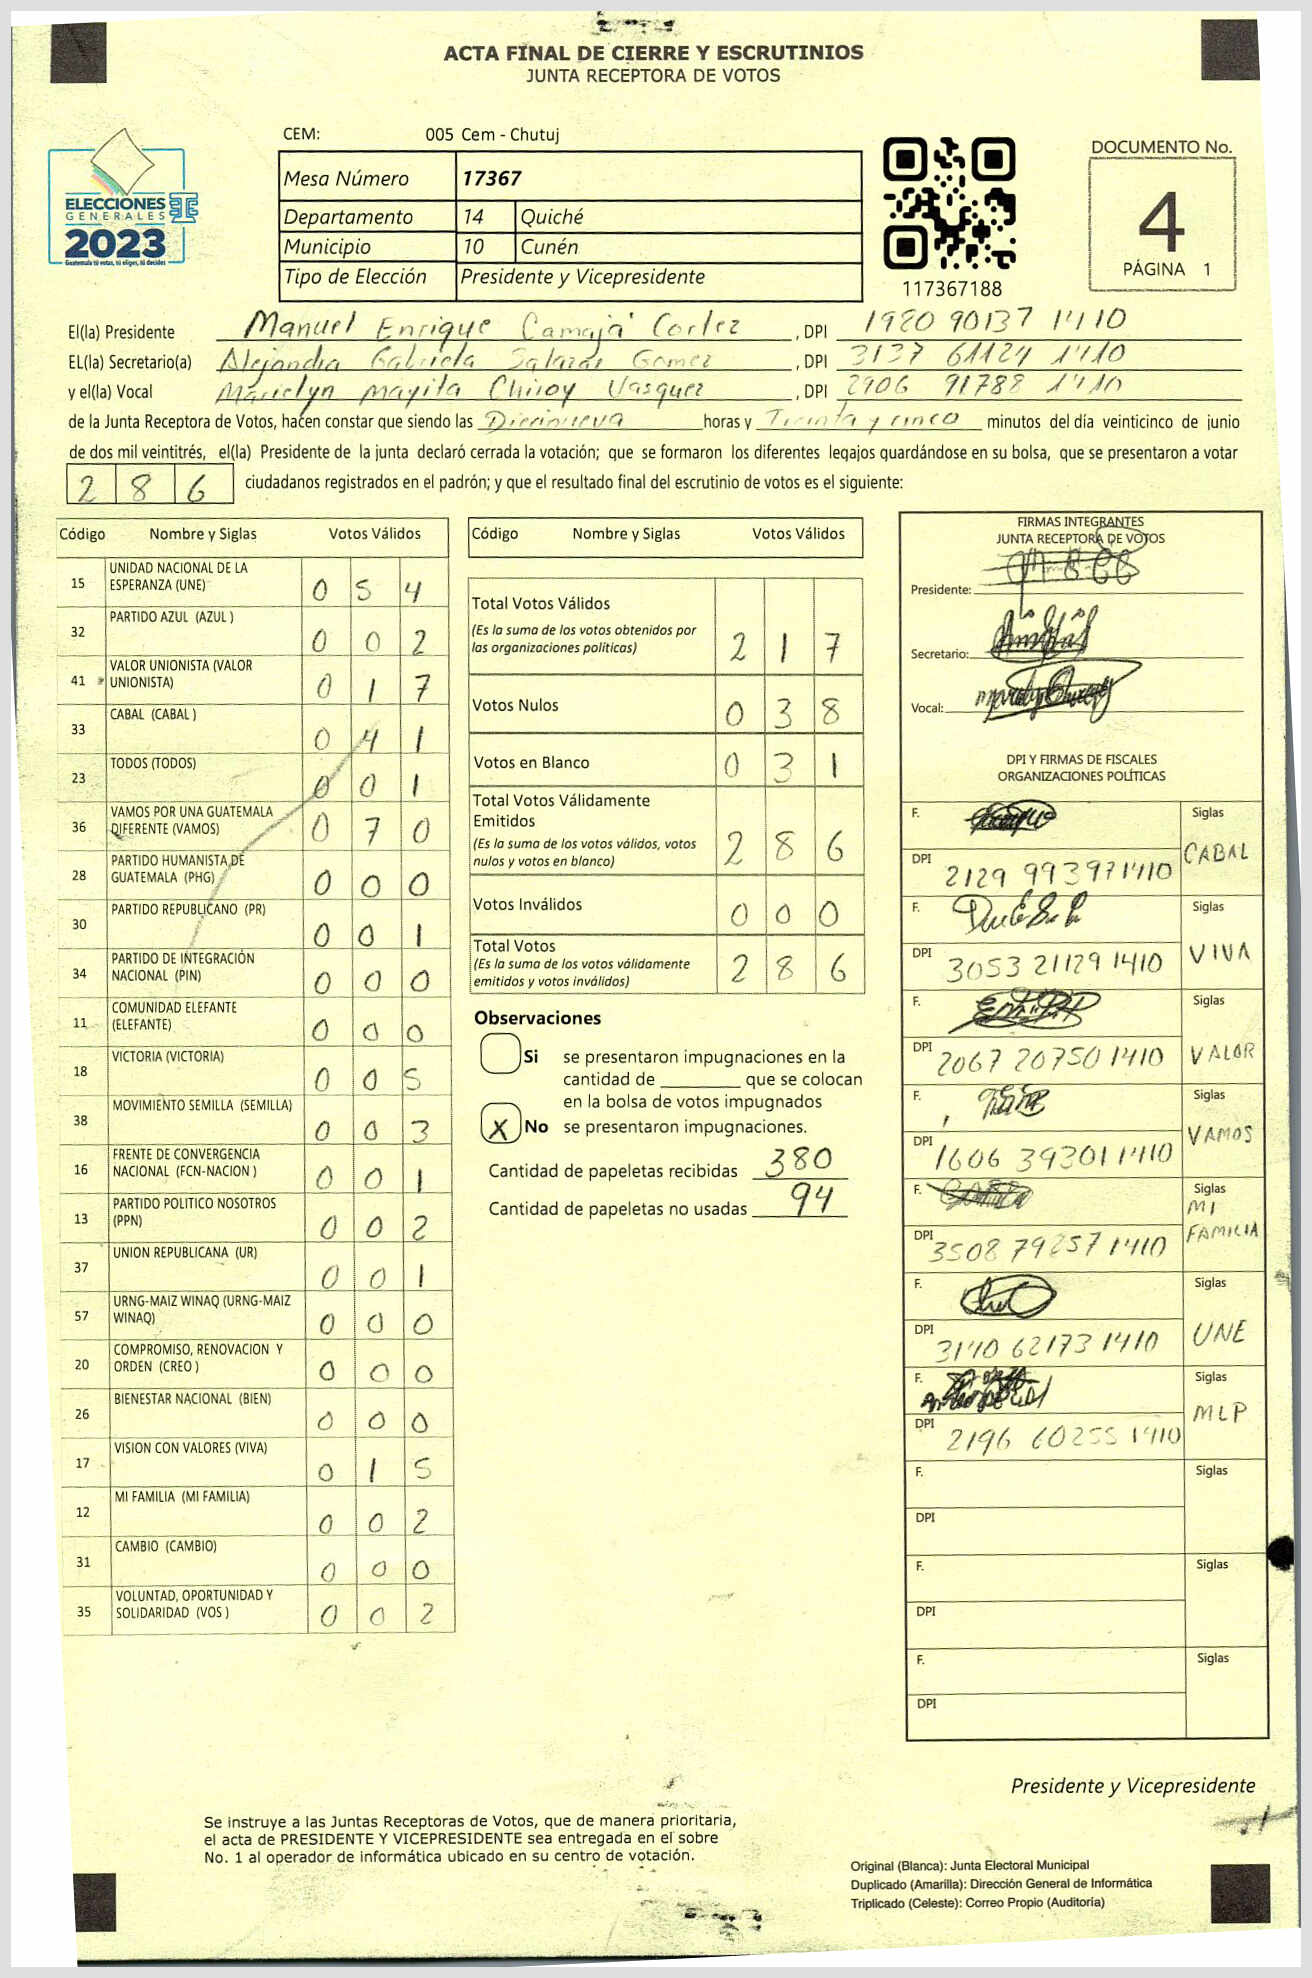 ACTA FINAL DE CIERRE Y ESCRUTINIOS
JUNTA RECEPTORA DE VOTOS
CEM: 005 Cem - Chutuj
ELECCIONES
GENERALES
2023
Guatemala tú votas, tú eliges, tú decides
Mesa Número 17367
Departamento 14 Quiché
Municipio 10 Cunén
Tipo de Elección Presidente y Vicepresidente
117367188
DOCUMENTO No.
4
PÁGINA 1
El(la) Presidente Manuel Enrique Camajá Cortez, DPI 1980 90137 1410
EL(la) Secretario(a) Alejandra Gabriela Salazar Gomez, DPI 3137 61124 1410
y el(la) Vocal Marielyn Mayita Chiroy Vasquez, DPI 2906 91788 1410
de la Junta Receptora de Votos, hacen constar que siendo las Diecinueva horas y Treinta y cinco minutos del día veinticinco de junio
de dos mil veintitrés, el(la) Presidente de la junta declaró cerrada la votación; que se formaron los diferentes legajos quardándose en su bolsa, que se presentaron a votar
286 ciudadanos registrados en el padrón; y que el resultado final del escrutinio de votos es el siguiente:
Código Nombre y Siglas Votos Válidos
15 UNIDAD NACIONAL DE LA ESPERANZA (UNE) 0 5 4
32 PARTIDO AZUL (AZUL ) 0 0 2
41 VALOR UNIONISTA (VALOR UNIONISTA) 0 1 7
33 CABAL (CABAL ) 0 4 1
23 TODOS (TODOS) 0 0 1
36 VAMOS POR UNA GUATEMALA DIFERENTE (VAMOS) 0 7 0
28 PARTIDO HUMANISTA DE GUATEMALA (PHG) 0 0 0
30 PARTIDO REPUBLICANO (PR) 0 0 1
34 PARTIDO DE INTEGRACIÓN NACIONAL (PIN) 0 0 0
11 COMUNIDAD ELEFANTE (ELEFANTE) 0 0 0
18 VICTORIA (VICTORIA) 0 0 5
38 MOVIMIENTO SEMILLA (SEMILLA) 0 0 3
16 FRENTE DE CONVERGENCIA NACIONAL (FCN-NACION ) 0 0 1
13 PARTIDO POLITICO NOSOTROS (PPN) 0 0 2
37 UNION REPUBLICANA (UR) 0 0 1
57 URNG-MAIZ WINAQ (URNG-MAIZ WINAQ) 0 0 0
20 COMPROMISO, RENOVACION Y ORDEN (CREO ) 0 0 0
26 BIENESTAR NACIONAL (BIEN) 0 0 0
17 VISION CON VALORES (VIVA) 0 1 5
12 MI FAMILIA (MI FAMILIA) 0 0 2
31 CAMBIO (CAMBIO) 0 0 0
35 VOLUNTAD, OPORTUNIDAD Y SOLIDARIDAD (VOS ) 0 0 2
Código Nombre y Siglas Votos Válidos
Total Votos Válidos 2 1 7
(Es la suma de los votos obtenidos por
las organizaciones políticas)
Votos Nulos 0 3 8
Votos en Blanco 0 3 1
Total Votos Válidamente
Emitidos 2 8 6
(Es la suma de los votos válidos, votos
nulos y votos en blanco)
Votos Inválidos 0 0 0
Total Votos 2 8 6
(Es la suma de los votos válidamente
emitidos y votos inválidos)
Observaciones
Si se presentaron impugnaciones en la
cantidad de ________ que se colocan
en la bolsa de votos impugnados
X No se presentaron impugnaciones.
Cantidad de papeletas recibidas 380
Cantidad de papeletas no usadas 94
FIRMAS INTEGRANTES
JUNTA RECEPTORA DE VOTOS
Presidente:
Secretario:
Vocal:
DPI Y FIRMAS DE FISCALES
ORGANIZACIONES POLÍTICAS
F. Siglas
DPI 2129 99397 1410 CABAL
F. Siglas
DPI 3053 21129 1410 VIVA
F. Siglas
DPI 2067 20750 1410 VALOR
F. Siglas
DPI 1606 39301 1410 VAMOS
F. Siglas
DPI 3508 79257 1410 MI FAMILIA
F. Siglas
DPI 3140 62173 1410 UNE
F. Siglas
DPI 2196 60255 1410 MLP
F. Siglas
DPI
F. Siglas
DPI
F. Siglas
DPI
Presidente y Vicepresidente
Se instruye a las Juntas Receptoras de Votos, que de manera prioritaria,
el acta de PRESIDENTE Y VICEPRESIDENTE sea entregada en el sobre
No. 1 al operador de informática ubicado en su centro de votación.
Original (Blanca): Junta Electoral Municipal
Duplicado (Amarilla): Dirección General de Informática
Triplicado (Celeste): Correo Propio (Auditoría)